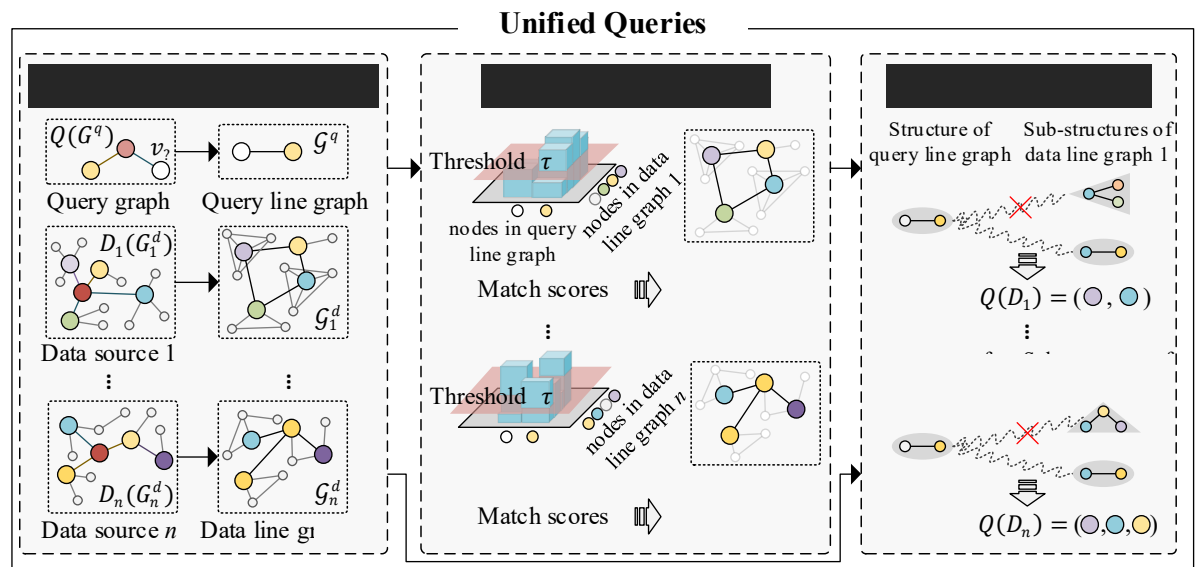 Unified Queries
Q(G^q)
v_?
𝒢^q
Query graph
Query line graph
D_1(G_1^d)
𝒢_1^d
Data source 1
⋮
⋮
D_n(G_n^d)
𝒢_n^d
Data source n
Data line
Threshold τ
nodes in data
line graph 1
nodes in query
line graph
Match scores
⋮
Threshold τ
nodes in data
line graph n
Match scores
Structure of
query line graph
Sub-structures of
data line graph 1
Q(D_1) = ( , )
⋮
Q(D_n) = ( , , )